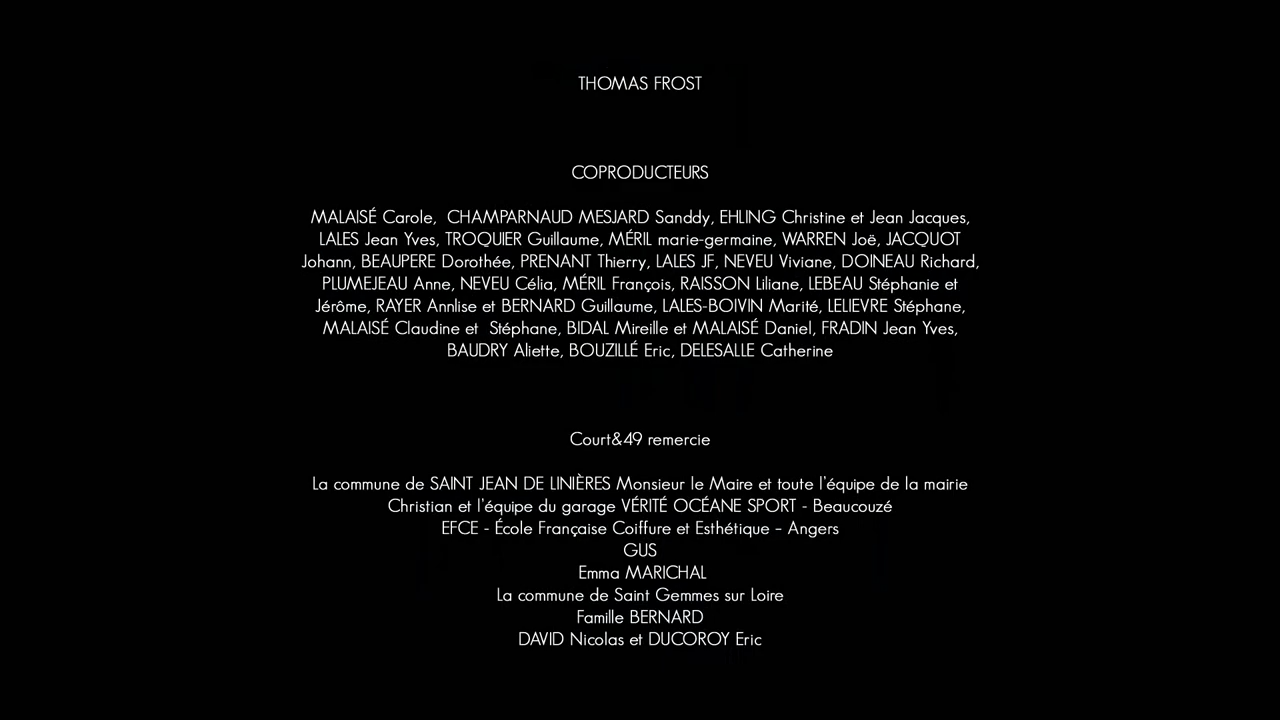 THOMAS FROST
COPRODUCTEURS
MALAISÉ Carole,  CHAMPARNAUD MESJARD Sanddy, EHLING Christine et Jean Jacques,
LALES Jean Yves, TROQUIER Guillaume, MÉRIL marie-germaine, WARREN Joë, JACQUOT
Johann, BEAUPERE Dorothée, PRENANT Thierry, LALES JF, NEVEU Viviane, DOINEAU Richard,
PLUMEJEAU Anne, NEVEU Célia, MÉRIL François, RAISSON Liliane, LEBEAU Stéphanie et
Jérôme, RAYER Annlise et BERNARD Guillaume, LALES-BOIVIN Marité, LELIEVRE Stéphane,
MALAISÉ Claudine et  Stéphane, BIDAL Mireille et MALAISÉ Daniel, FRADIN Jean Yves,
BAUDRY Aliette, BOUZILLÉ Eric, DELESALLE Catherine
Court&49 remercie
La commune de SAINT JEAN DE LINIÈRES Monsieur le Maire et toute l'équipe de la mairie
Christian et l'équipe du garage VÉRITÉ OCÉANE SPORT - Beaucouzé
EFCE - École Française Coiffure et Esthétique – Angers
GUS
Emma MARICHAL
La commune de Saint Gemmes sur Loire
Famille BERNARD
DAVID Nicolas et DUCOROY Eric